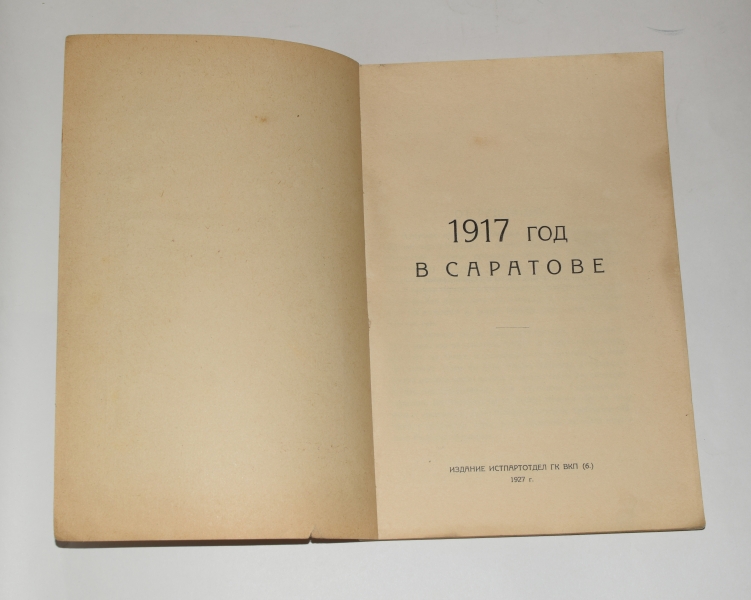 1917 год
В САРАТОВЕ
ИЗДАНИЕ ИСТПАРТОТДЕЛ ГК ВКП (б.)
1927 г.